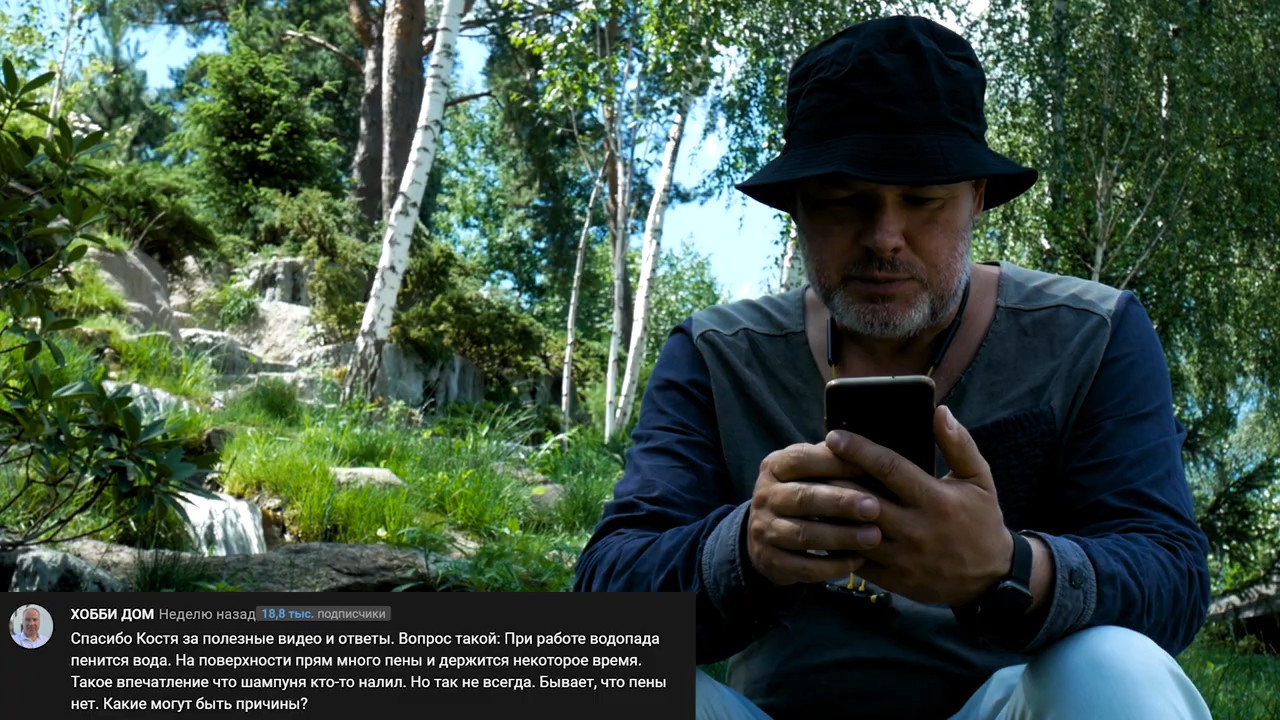 ХОББИ ДОМ Неделю назад 18,8 тыс. подписчики
Спасибо Костя за полезные видео и ответы. Вопрос такой: При работе водопада
пенится вода. На поверхности прям много пены и держится некоторое время.
Такое впечатление что шампуня кто-то налил. Но так не всегда. Бывает, что пены
нет. Какие могут быть причины?